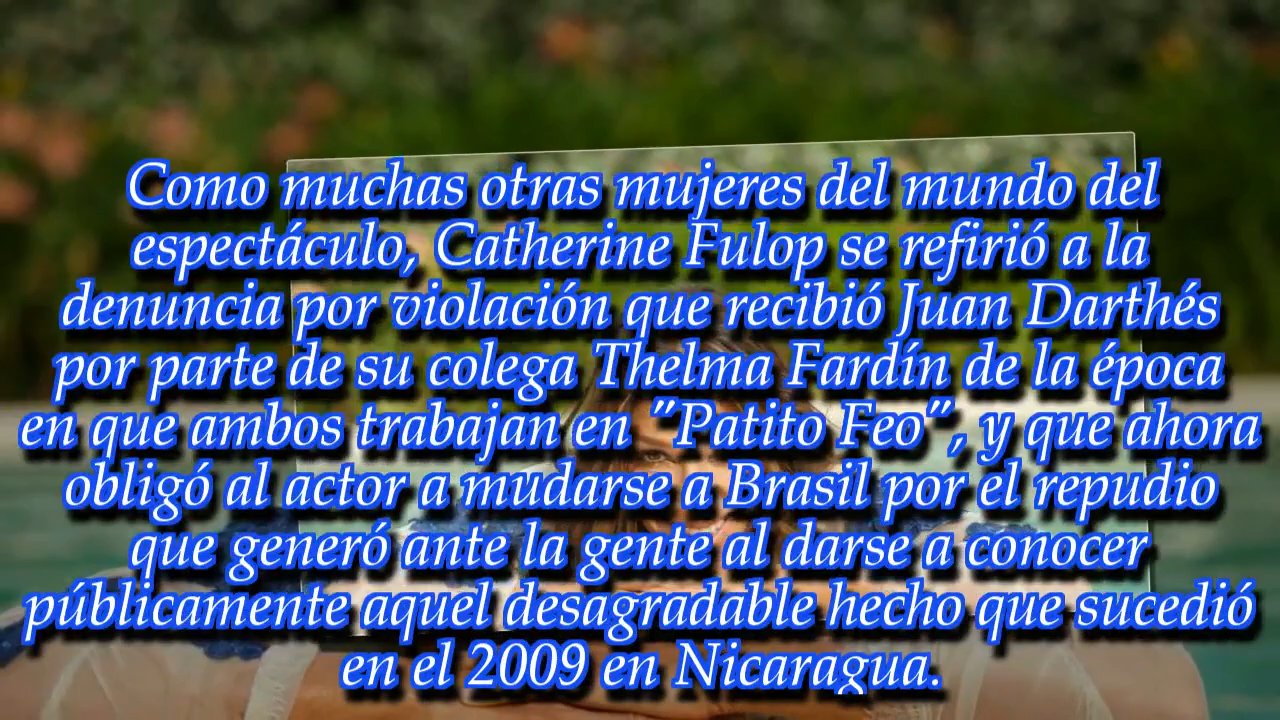 Como muchas otras mujeres del mundo del
espectáculo, Catherine Fulop se refirió a la
denuncia por violación que recibió Juan Darthés
por parte de su colega Thelma Fardín de la época
en que ambos trabajan en "Patito Feo", y que ahora
obligó al actor a mudarse a Brasil por el repudio
que generó ante la gente al darse a conocer
públicamente aquel desagradable hecho que sucedió
en el 2009 en Nicaragua.